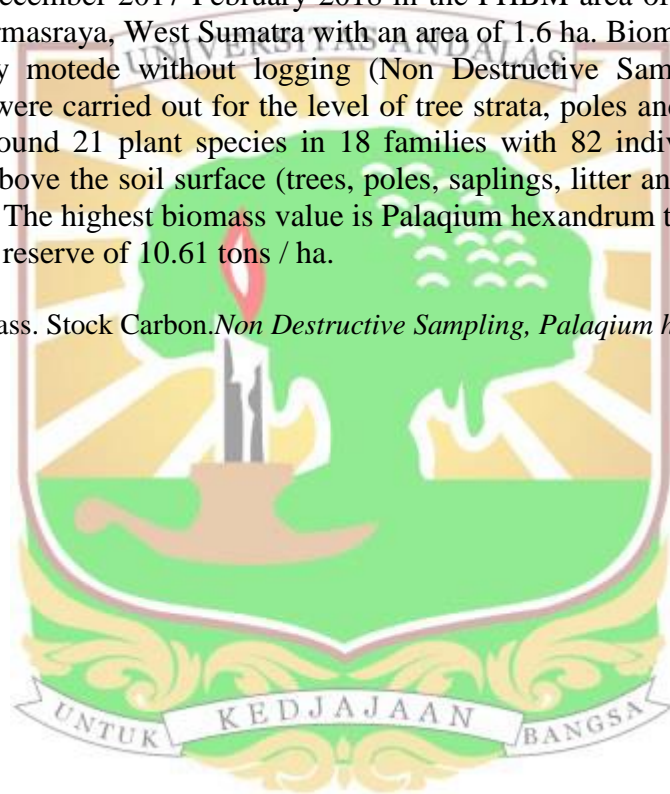 December 2017-February 2018 in the PHBM area of
rmasraya, West Sumatra with an area of 1.6 ha. Biom
y motede without logging (Non Destructive Sam
were carried out for the level of tree strata, poles and
ound 21 plant species in 18 families with 82 indiv
bove the soil surface (trees, poles, saplings, litter an
The highest biomass value is Palaqium hexandrum t
reserve of 10.61 tons / ha.
ass. Stock Carbon.Non Destructive Sampling, Palaqium h
UNIVERSITAS ANDALAS
UNTUK KEDJAJAAN BANGSA